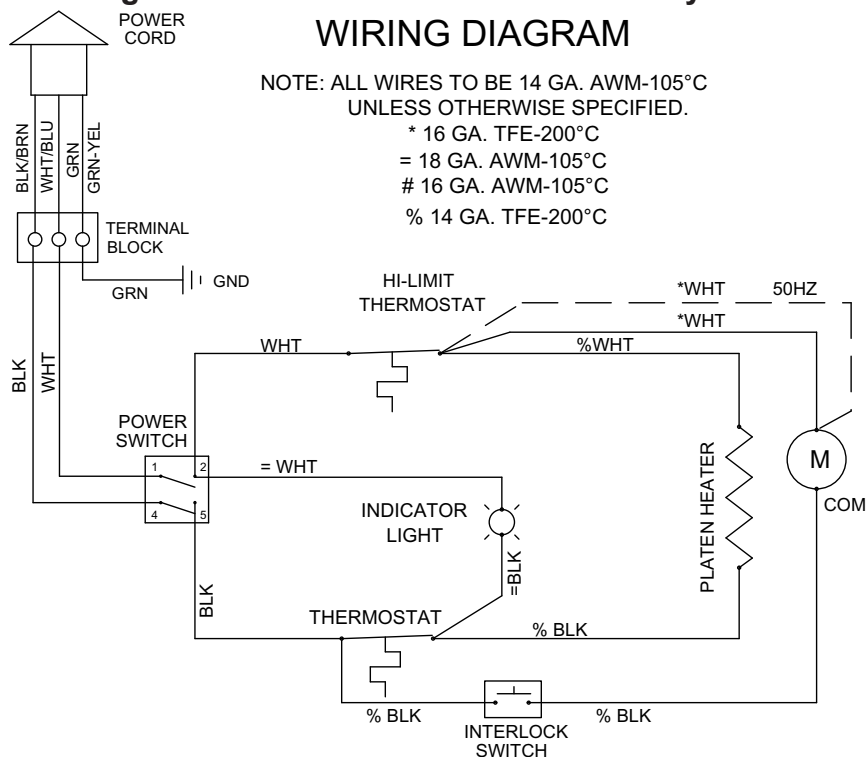 POWER
CORD
WIRING DIAGRAM
NOTE: ALL WIRES TO BE 14 GA. AWM-105°C
UNLESS OTHERWISE SPECIFIED.
* 16 GA. TFE-200°C
= 18 GA. AWM-105°C
# 16 GA. AWM-105°C
% 14 GA. TFE-200°C
BLK/BRN
WHT/BLU
GRN
GRN-YEL
TERMINAL
BLOCK
GRN
GND
HI-LIMIT
THERMOSTAT
*WHT
50HZ
*WHT
WHT
%WHT
BLK
WHT
POWER
SWITCH
1
2
4
5
= WHT
INDICATOR
LIGHT
=BLK
PLATEN HEATER
M
COM
BLK
THERMOSTAT
% BLK
% BLK
% BLK
INTERLOCK
SWITCH